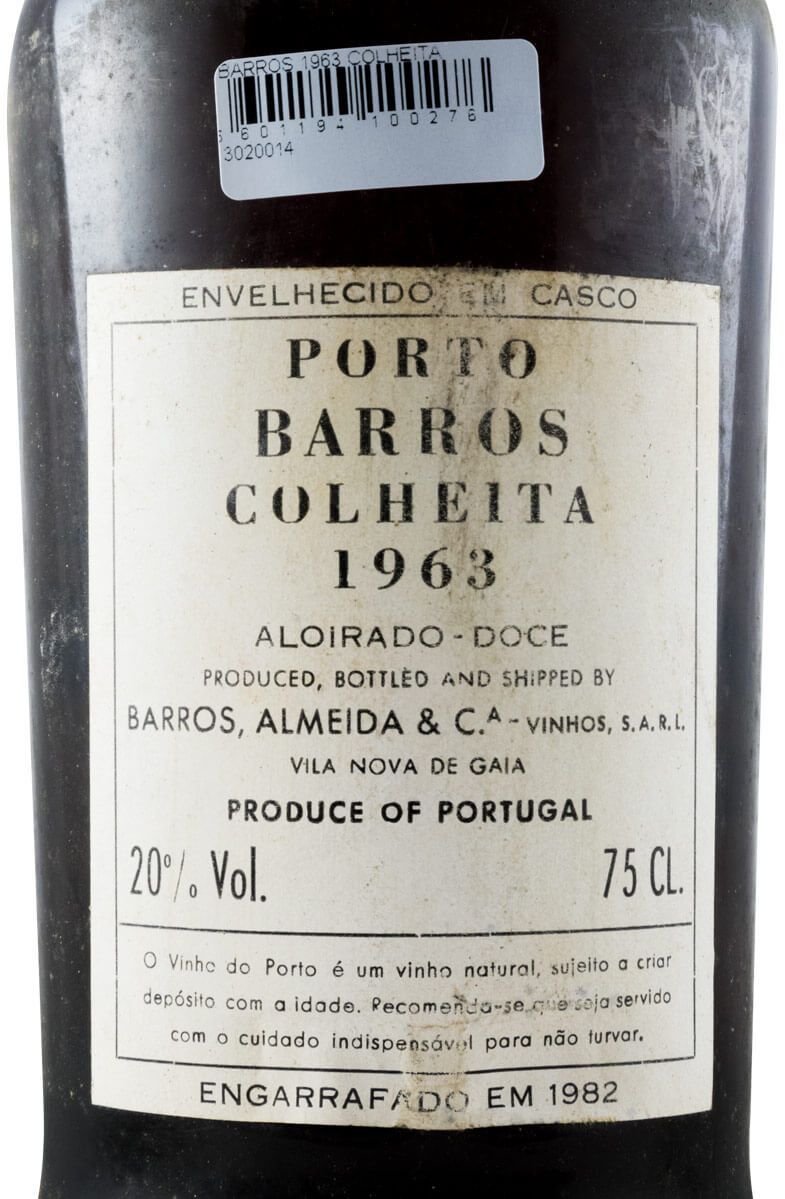 BARROS 1963 COLHEITA
5 601194 100276
3020014
ENVELHECIDO EM CASCO
PORTO
BARROS
COLHEITA
1963
ALOIRADO - DOCE
PRODUCED, BOTTLED AND SHIPPED BY
BARROS, ALMEIDA & C.ᴬ - VINHOS, S.A.R.L.
VILA NOVA DE GAIA
PRODUCE OF PORTUGAL
20% Vol. 75 CL.
O Vinho do Porto é um vinho natural, sujeito a criar
depósito com a idade. Recomenda-se que seja servido
com o cuidado indispensável para não turvar.
ENGARRAFADO EM 1982